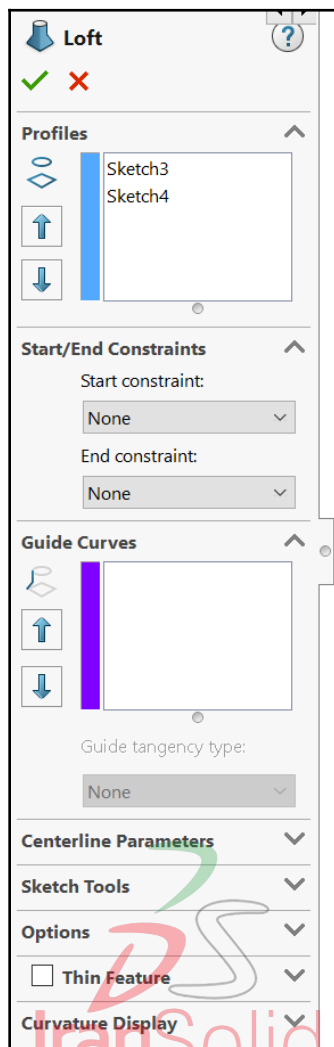 Loft
Profiles
Sketch3
Sketch4
Start/End Constraints
Start constraint:
None
End constraint:
None
Guide Curves
Guide tangency type:
None
Centerline Parameters
Sketch Tools
Options
Thin Feature
Curvature Display
IranSolid